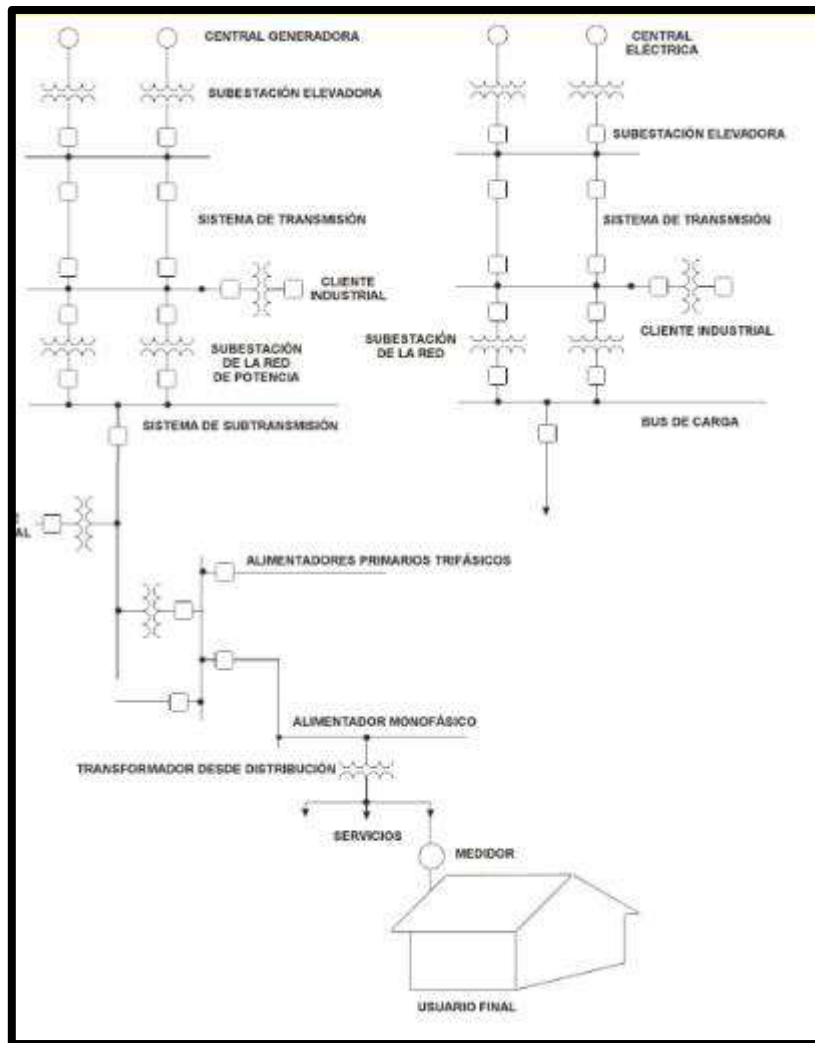 CENTRAL GENERADORA
CENTRAL
ELÉCTRICA
SUBESTACIÓN ELEVADORA
SUBESTACIÓN ELEVADORA
SISTEMA DE TRANSMISIÓN
SISTEMA DE TRANSMISIÓN
CLIENTE
INDUSTRIAL
CLIENTE INDUSTRIAL
SUBESTACIÓN
DE LA RED
DE POTENCIA
SUBESTACIÓN
DE LA RED
SISTEMA DE SUBTRANSMISIÓN
BUS DE CARGA
AL
ALIMENTADORES PRIMARIOS TRIFÁSICOS
ALIMENTADOR MONOFÁSICO
TRANSFORMADOR DESDE DISTRIBUCIÓN
SERVICIOS
MEDIDOR
USUARIO FINAL